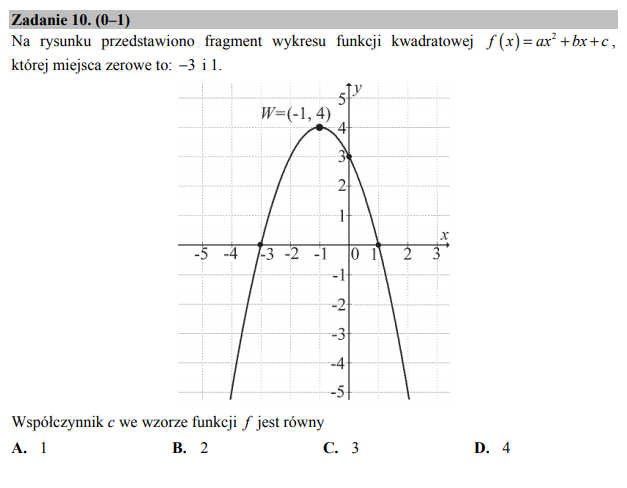 Zadanie 10. (0–1)
Na rysunku przedstawiono fragment wykresu funkcji kwadratowej f(x) = ax² + bx + c,
której miejsca zerowe to: −3 i 1.
y
5
W=(-1, 4)
4
3
2
1
x
-5 -4 -3 -2 -1 0 1 2 3
-1
-2
-3
-4
-5
Współczynnik c we wzorze funkcji f jest równy
A. 1 B. 2 C. 3 D. 4